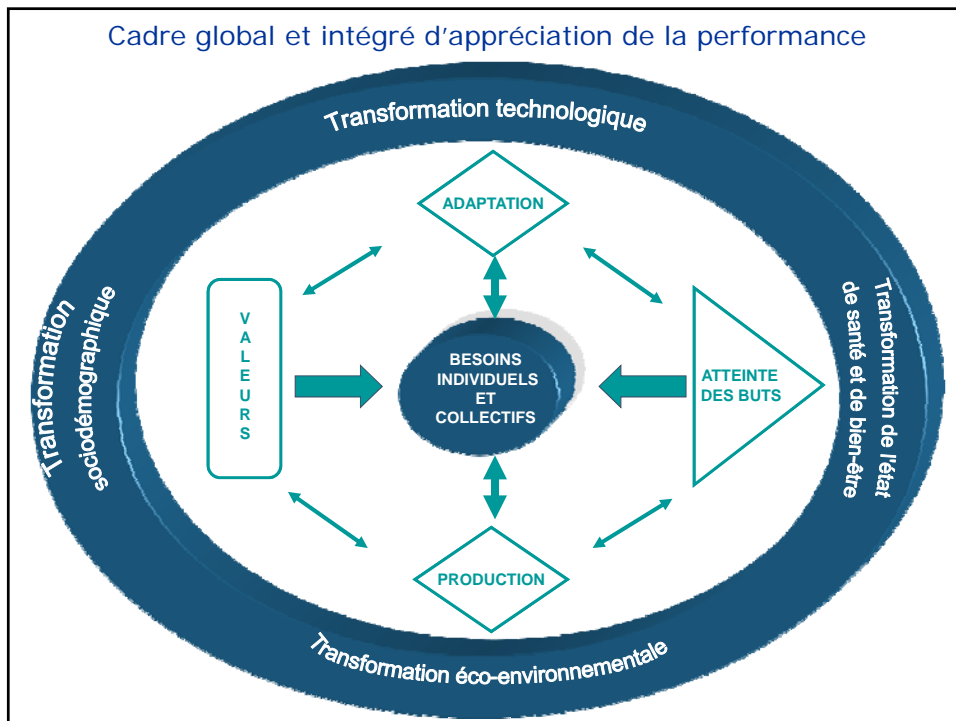 Cadre global et intégré d'appréciation de la performance
Transformation technologique
ADAPTATION
Transformation
sociodémographique
V
A
L
E
U
R
S
BESOINS
INDIVIDUELS
ET
COLLECTIFS
ATTEINTE
DES BUTS
Transformation de l'état
de santé et de bien-être
PRODUCTION
Transformation éco-environnementale